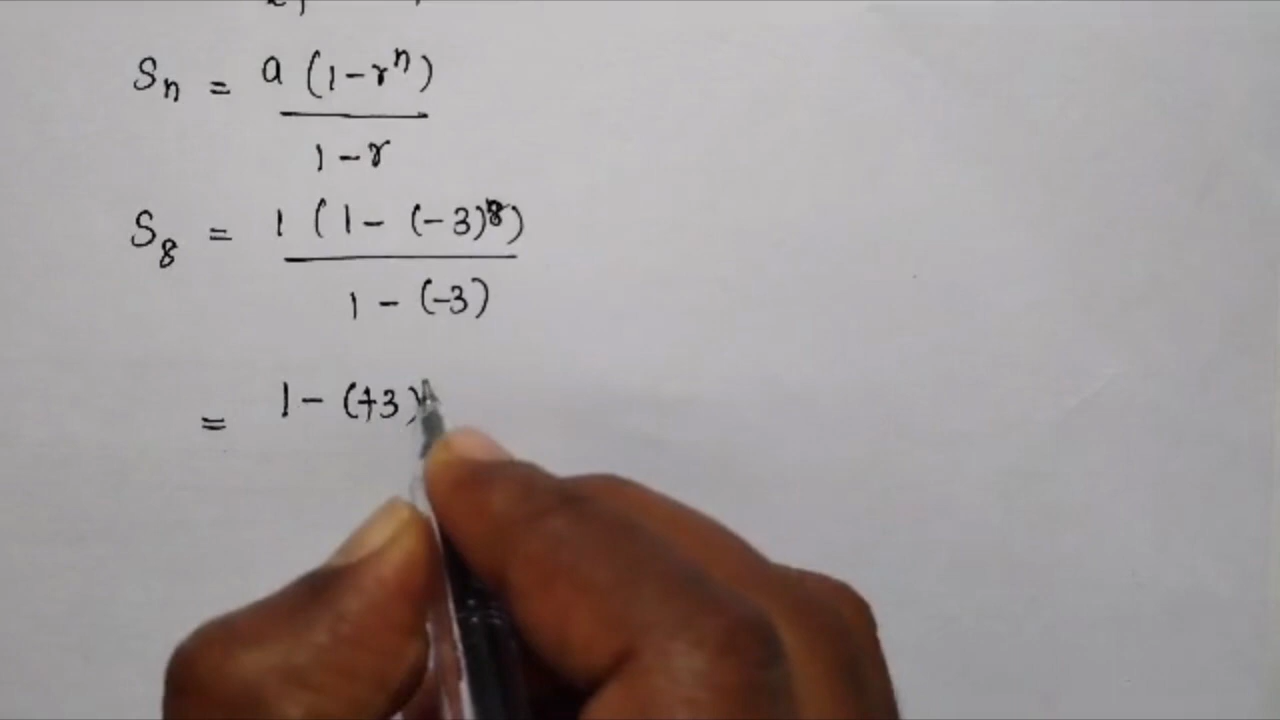 Sn = a (1-r^n)
1-r
S8 = 1 (1-(-3)^8)
1-(-3)
= 1-(+3)